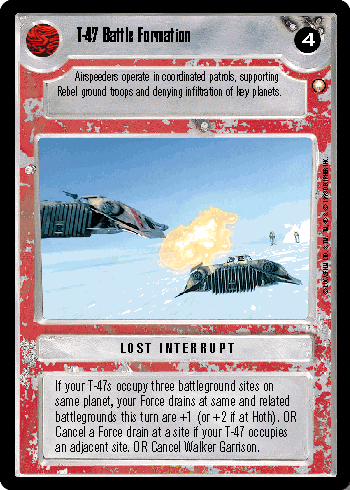 T-47 Battle Formation
4
Airspeeders operate in coordinated patrols, supporting
Rebel ground troops and denying infiltration of key planets.
LOST INTERRUPT
If your T-47s occupy three battleground sites on
same planet, your Force drains at same and related
battlegrounds this turn are +1 (or +2 if at Hoth). OR
Cancel a Force drain at a site if your T-47 occupies
an adjacent site. OR Cancel Walker Garrison.